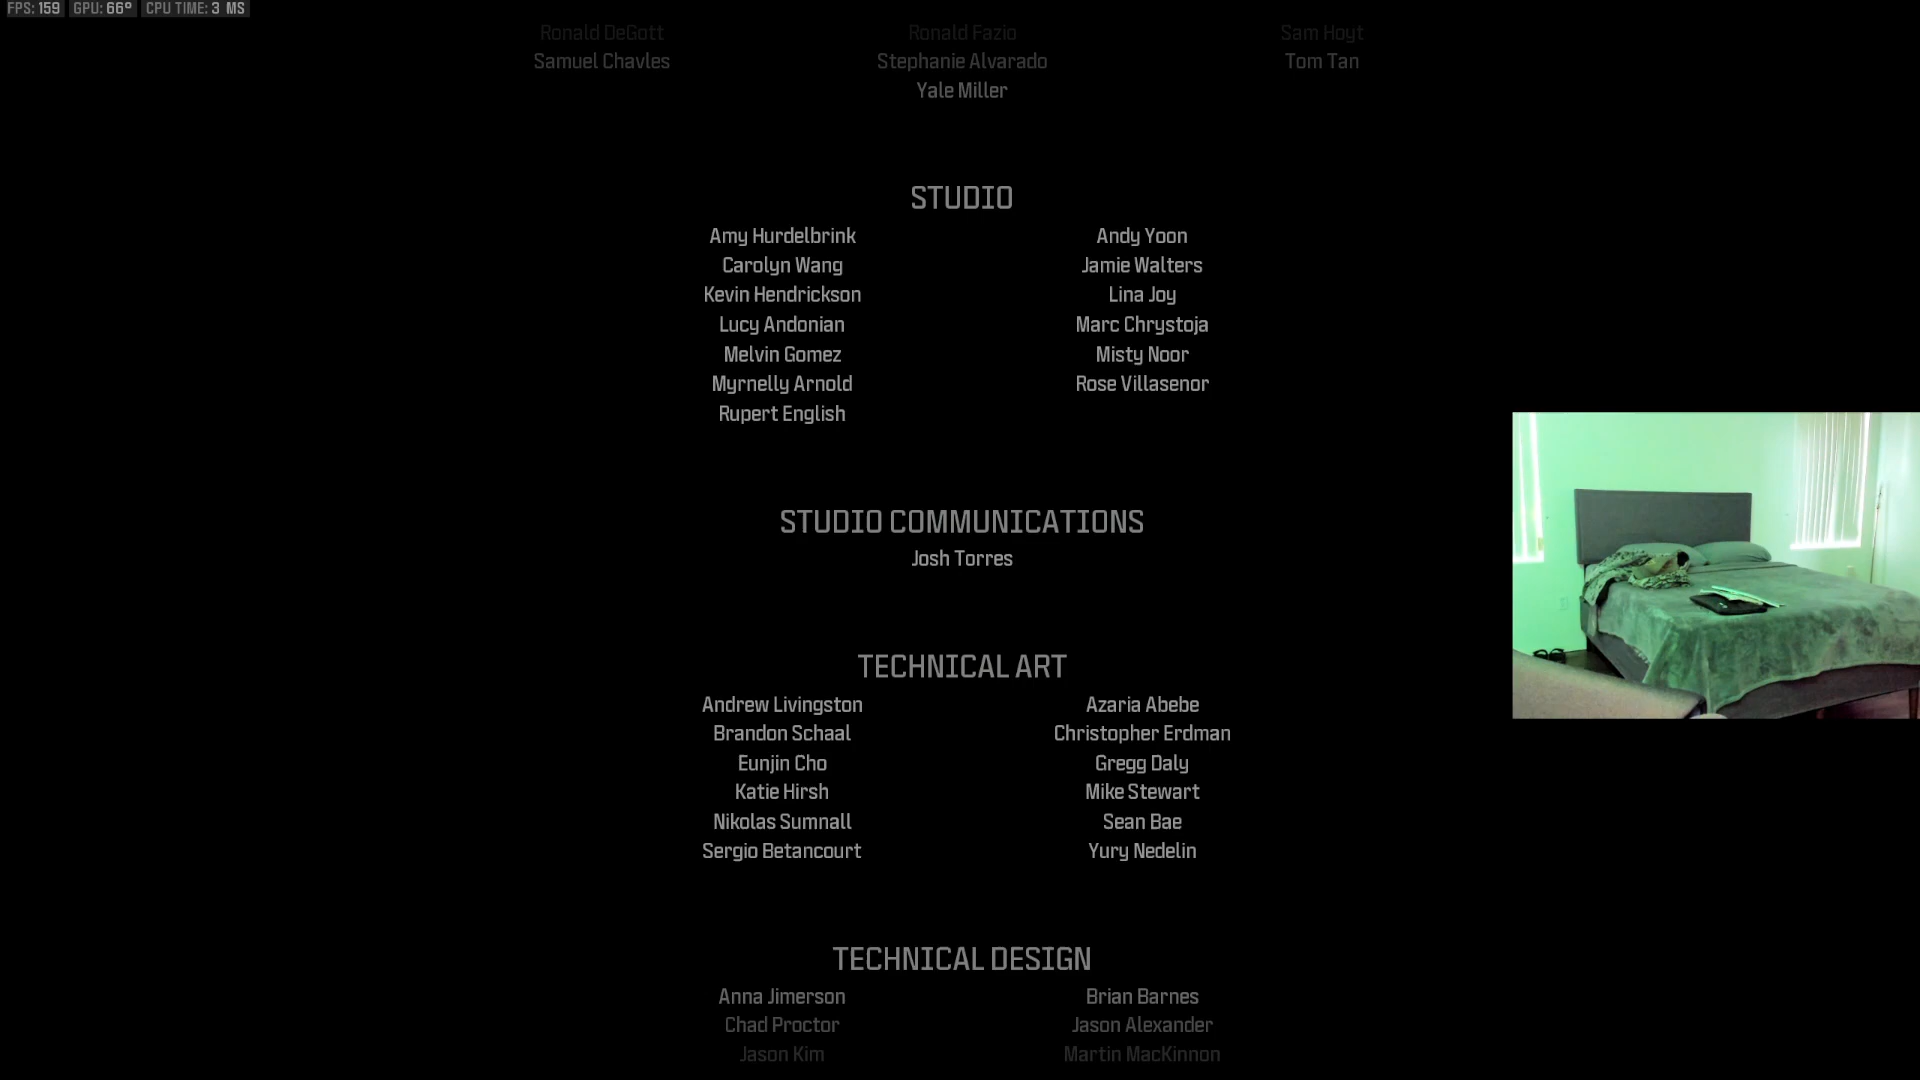 FPS: 159 GPU: 66° CPU TIME: 3 MS
Ronald DeGott Ronald Fazio Sam Hoyt
Samuel Chavles Stephanie Alvarado Tom Tan
Yale Miller
STUDIO
Amy Hurdelbrink Andy Yoon
Carolyn Wang Jamie Walters
Kevin Hendrickson Lina Joy
Lucy Andonian Marc Chrystoja
Melvin Gomez Misty Noor
Myrnelly Arnold Rose Villasenor
Rupert English
STUDIO COMMUNICATIONS
Josh Torres
TECHNICAL ART
Andrew Livingston Azaria Abebe
Brandon Schaal Christopher Erdman
Eunjin Cho Gregg Daly
Katie Hirsh Mike Stewart
Nikolas Sumnall Sean Bae
Sergio Betancourt Yury Nedelin
TECHNICAL DESIGN
Anna Jimerson Brian Barnes
Chad Proctor Jason Alexander
Jason Kim Martin MacKinnon